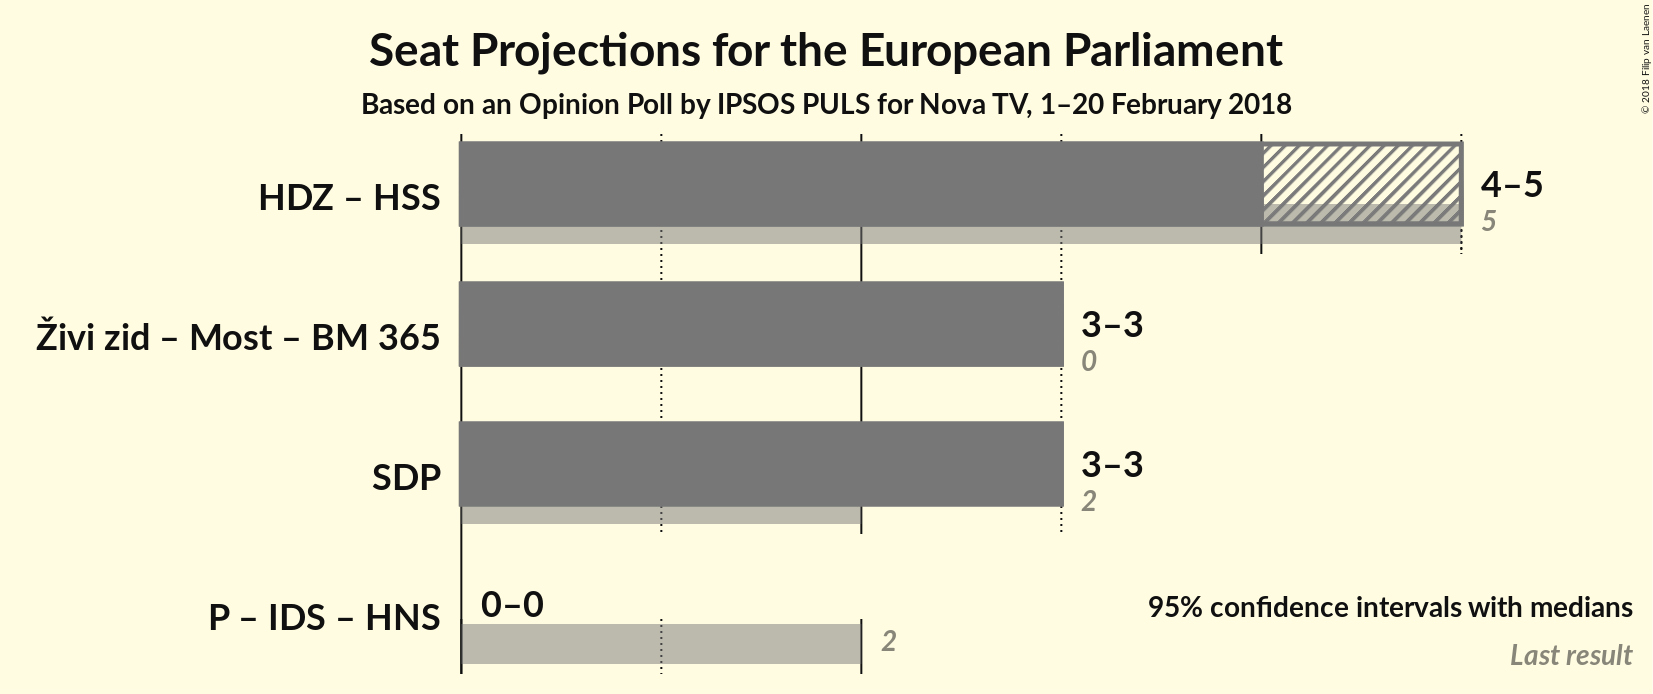 Seat Projections for the European Parliament
Based on an Opinion Poll by IPSOS PULS for Nova TV, 1–20 February 2018
© 2018 Filip van Laenen
HDZ – HSS
4–5
5
Živi zid – Most – BM 365
3–3
0
SDP
3–3
2
P – IDS – HNS
0–0
2
95% confidence intervals with medians
Last result